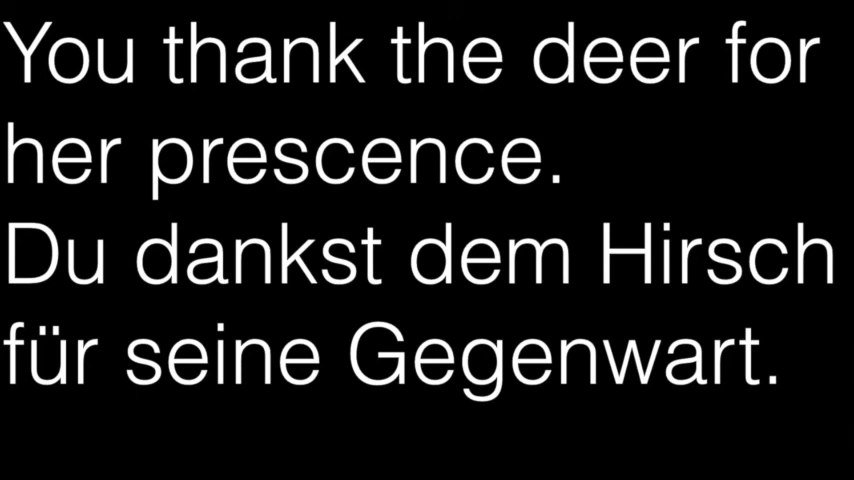 You thank the deer for
her prescence.
Du dankst dem Hirsch
für seine Gegenwart.